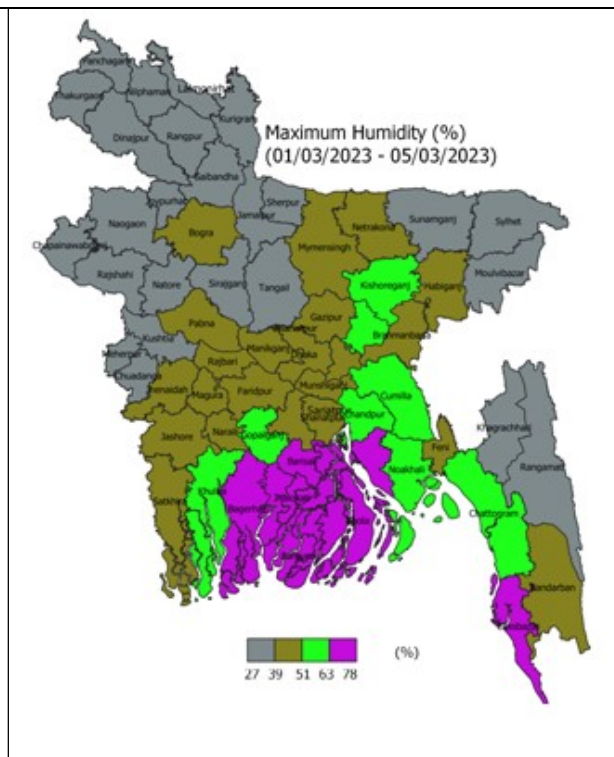 Panchagarh
Thakurgaon
Nilphamari
Lalmonirhat
Kurigram
Dinajpur
Rangpur
Maximum Humidity (%)
(01/03/2023 - 05/03/2023)
Gaibandha
Sherpur
Jamalpur
Naogaon
Bogra
Mymensingh
Netrakona
Sunamganj
Sylhet
Chapainawabganj
Rajshahi
Natore
Sirajganj
Tangail
Kishoreganj
Habiganj
Moulvibazar
Pabna
Gazipur
Kushtia
Meherpur
Manikganj
Dhaka
Brahmanbaria
Rajbari
Chuadanga
Jhenaidah
Magura
Faridpur
Munshiganj
Cumilla
Chandpur
Khagrachhari
Jashore
Narail
Gopalganj
Feni
Rangamati
Noakhali
Satkhira
Khulna
Bagerhat
Barisal
Bhola
Chattogram
Bandarban
(%)
27 39 51 63 78